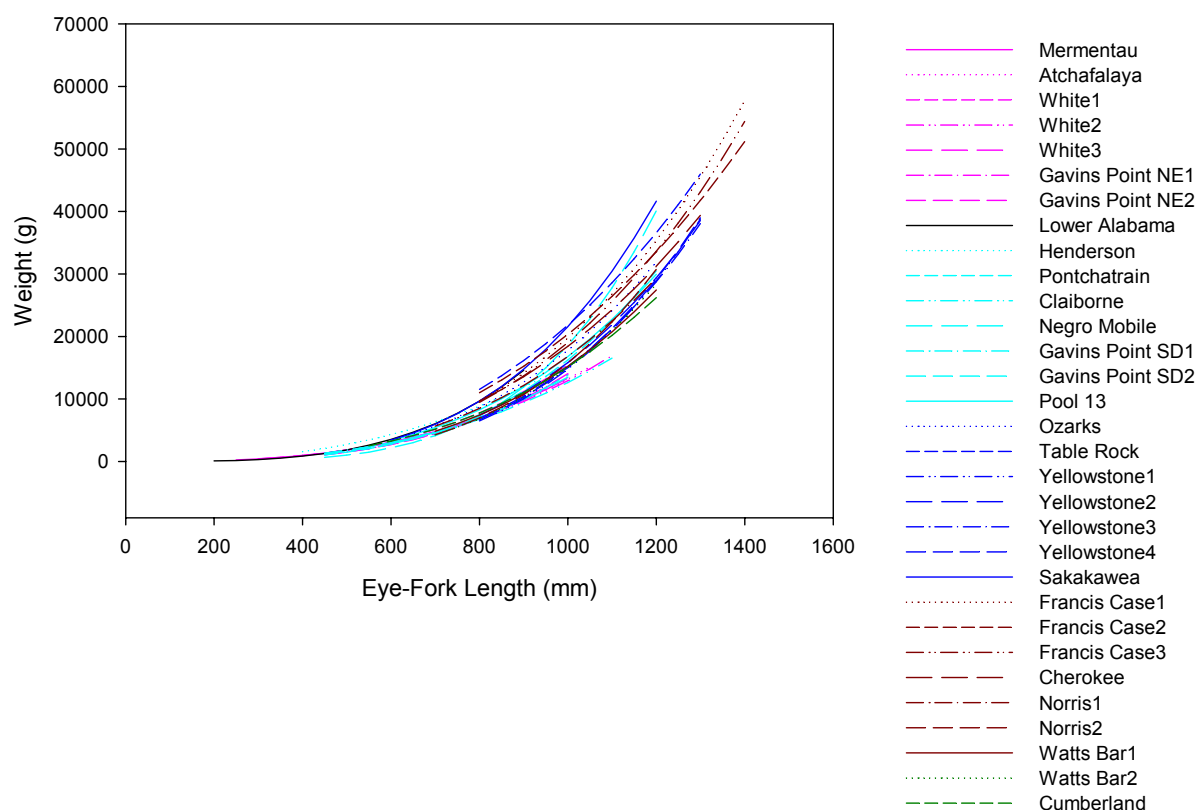 70000
60000
50000
40000
30000
20000
10000
0
Weight (g)
0 200 400 600 800 1000 1200 1400 1600
Eye-Fork Length (mm)
Mermentau
Atchafalaya
White1
White2
White3
Gavins Point NE1
Gavins Point NE2
Lower Alabama
Henderson
Pontchatrain
Claiborne
Negro Mobile
Gavins Point SD1
Gavins Point SD2
Pool 13
Ozarks
Table Rock
Yellowstone1
Yellowstone2
Yellowstone3
Yellowstone4
Sakakawea
Francis Case1
Francis Case2
Francis Case3
Cherokee
Norris1
Norris2
Watts Bar1
Watts Bar2
Cumberland